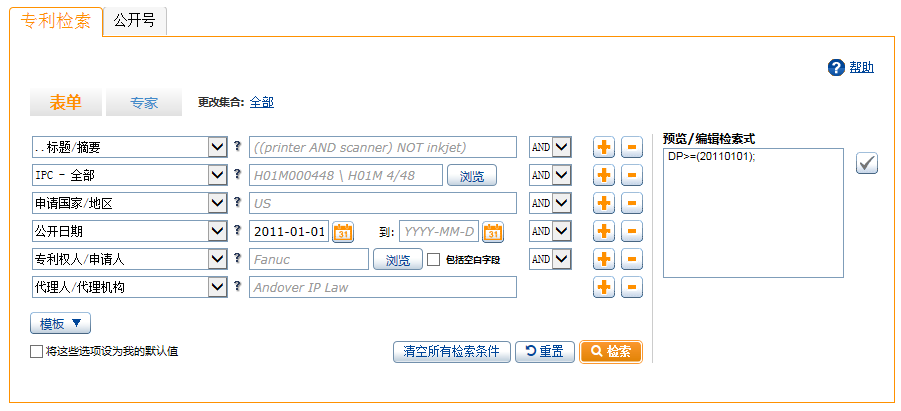 专利检索 公开号
? 帮助
表单 专家 更改集合: 全部
预览/编辑检索式
..标题/摘要 ? ((printer AND scanner) NOT inkjet) AND
DP>=(20110101);
IPC - 全部 ? H01M000448 \ H01M 4/48 浏览 AND
申请国家/地区 ? US AND
公开日期 ? 2011-01-01 31 到: YYYY-MM-D 31 AND
专利权人/申请人 ? Fanuc 浏览 包括空白字段 AND
代理人/代理机构 ? Andover IP Law
模板
将这些选项设为我的默认值 清空所有检索条件 重置 检索